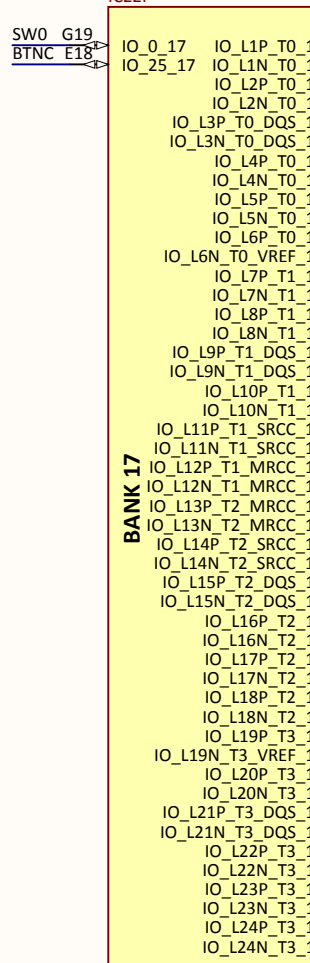 SW0 G19
BTNC E18
IO_0_17 IO_L1P_T0_1
IO_25_17 IO_L1N_T0_1
IO_L2P_T0_1
IO_L2N_T0_1
IO_L3P_T0_DQS_1
IO_L3N_T0_DQS_1
IO_L4P_T0_1
IO_L4N_T0_1
IO_L5P_T0_1
IO_L5N_T0_1
IO_L6P_T0_1
IO_L6N_T0_VREF_1
IO_L7P_T1_1
IO_L7N_T1_1
IO_L8P_T1_1
IO_L8N_T1_1
IO_L9P_T1_DQS_1
IO_L9N_T1_DQS_1
IO_L10P_T1_1
IO_L10N_T1_1
IO_L11P_T1_SRCC_1
IO_L11N_T1_SRCC_1
IO_L12P_T1_MRCC_1
IO_L12N_T1_MRCC_1
IO_L13P_T2_MRCC_1
IO_L13N_T2_MRCC_1
IO_L14P_T2_SRCC_1
IO_L14N_T2_SRCC_1
IO_L15P_T2_DQS_1
IO_L15N_T2_DQS_1
IO_L16P_T2_1
IO_L16N_T2_1
IO_L17P_T2_1
IO_L17N_T2_1
IO_L18P_T2_1
IO_L18N_T2_1
IO_L19P_T3_1
IO_L19N_T3_VREF_1
IO_L20P_T3_1
IO_L20N_T3_1
IO_L21P_T3_DQS_1
IO_L21N_T3_DQS_1
IO_L22P_T3_1
IO_L22N_T3_1
IO_L23P_T3_1
IO_L23N_T3_1
IO_L24P_T3_1
IO_L24N_T3_1
BANK 17